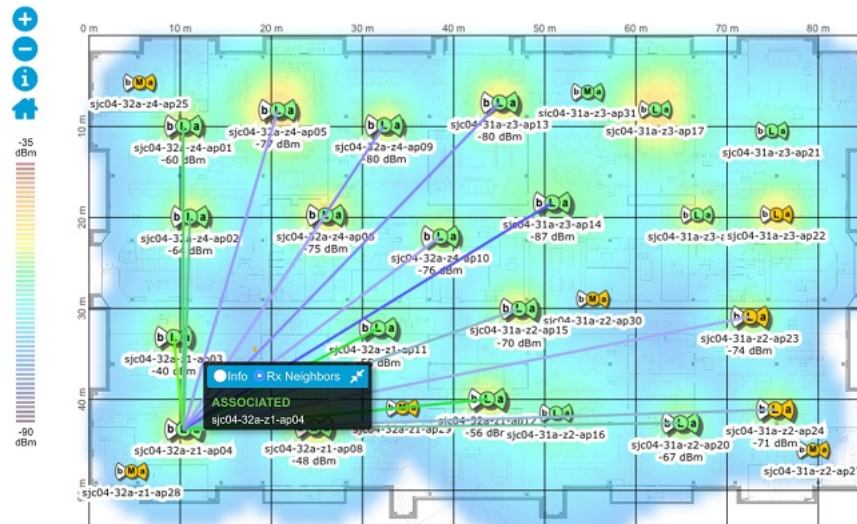 0 m 10 m 20 m 30 m 40 m 50 m 60 m 70 m 80 m
b M a
sjc04-32a-z4-ap25
b L a
sjc04-32a-z4-ap01
-60 dBm
b L a
sjc04-32a-z4-ap05
-77 dBm
b L a
sjc04-32a-z4-ap09
-80 dBm
b L a
sjc04-31a-z3-ap13
-80 dBm
b M a
sjc04-31a-z3-ap31
b L a
sjc04-31a-z3-ap17
b L a
sjc04-31a-z3-ap21
10 m
-35
dBm
20 m
b L a
sjc04-32a-z4-ap02
b L a
-75 dBm
b L a
sjc04-32a-z4-ap10
-76 dBm
b L a
sjc04-31a-z3-ap14
-87 dBm
b L a
b L a
sjc04-31a-z3-ap22
30 m
b L a
-40 dBm
b L a
sjc04-32a-z1-ap11
b L a
sjc04-31a-z2-ap15
-70 dBm
b M a
sjc04-31a-z2-ap30
b L a
sjc04-31a-z2-ap23
-74 dBm
Info Rx Neighbors
ASSOCIATED
sjc04-32a-z1-ap04
40 m
-90
dBm
sjc04-32a-z1-ap04
sjc04-32a-z1-ap08
-48 dBm
b L a
b L a
sjc04-31a-z2-ap16
b L a
sjc04-31a-z2-ap20
-67 dBm
b L a
sjc04-31a-z2-ap24
-71 dBm
b M a
sjc04-32a-z1-ap28
b M a